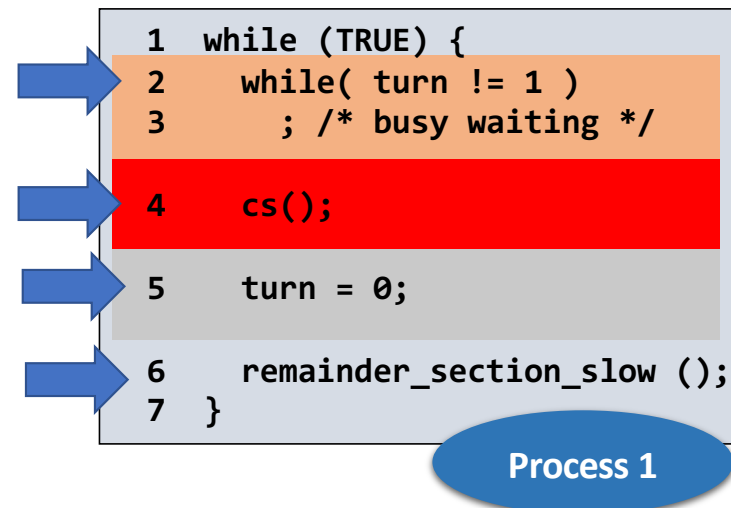 1 while (TRUE) {
2 while( turn != 1 )
3 ; /* busy waiting */
4 cs();
5 turn = 0;
6 remainder_section_slow ();
7 }
Process 1